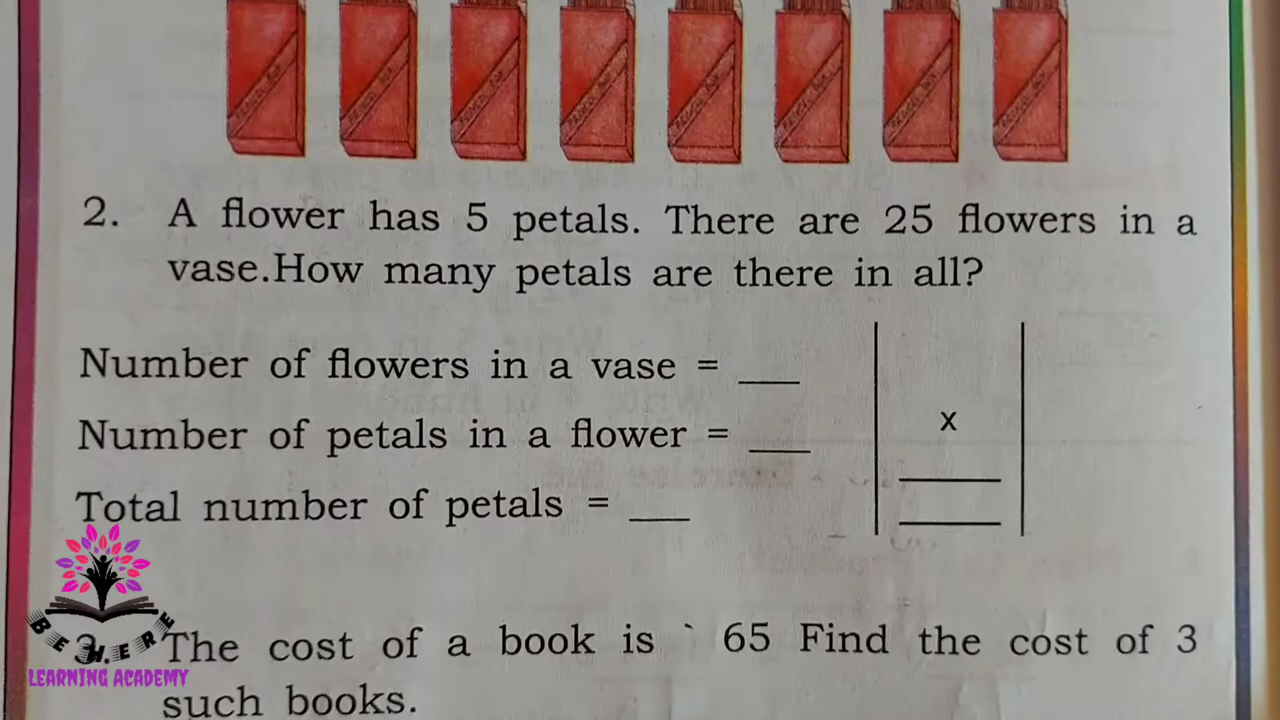 2. A flower has 5 petals. There are 25 flowers in a
vase.How many petals are there in all?
Number of flowers in a vase = ___
Number of petals in a flower = ___
x
Total number of petals = ___
3. The cost of a book is ` 65 Find the cost of 3
such books.
BE HERE
LEARNING ACADEMY